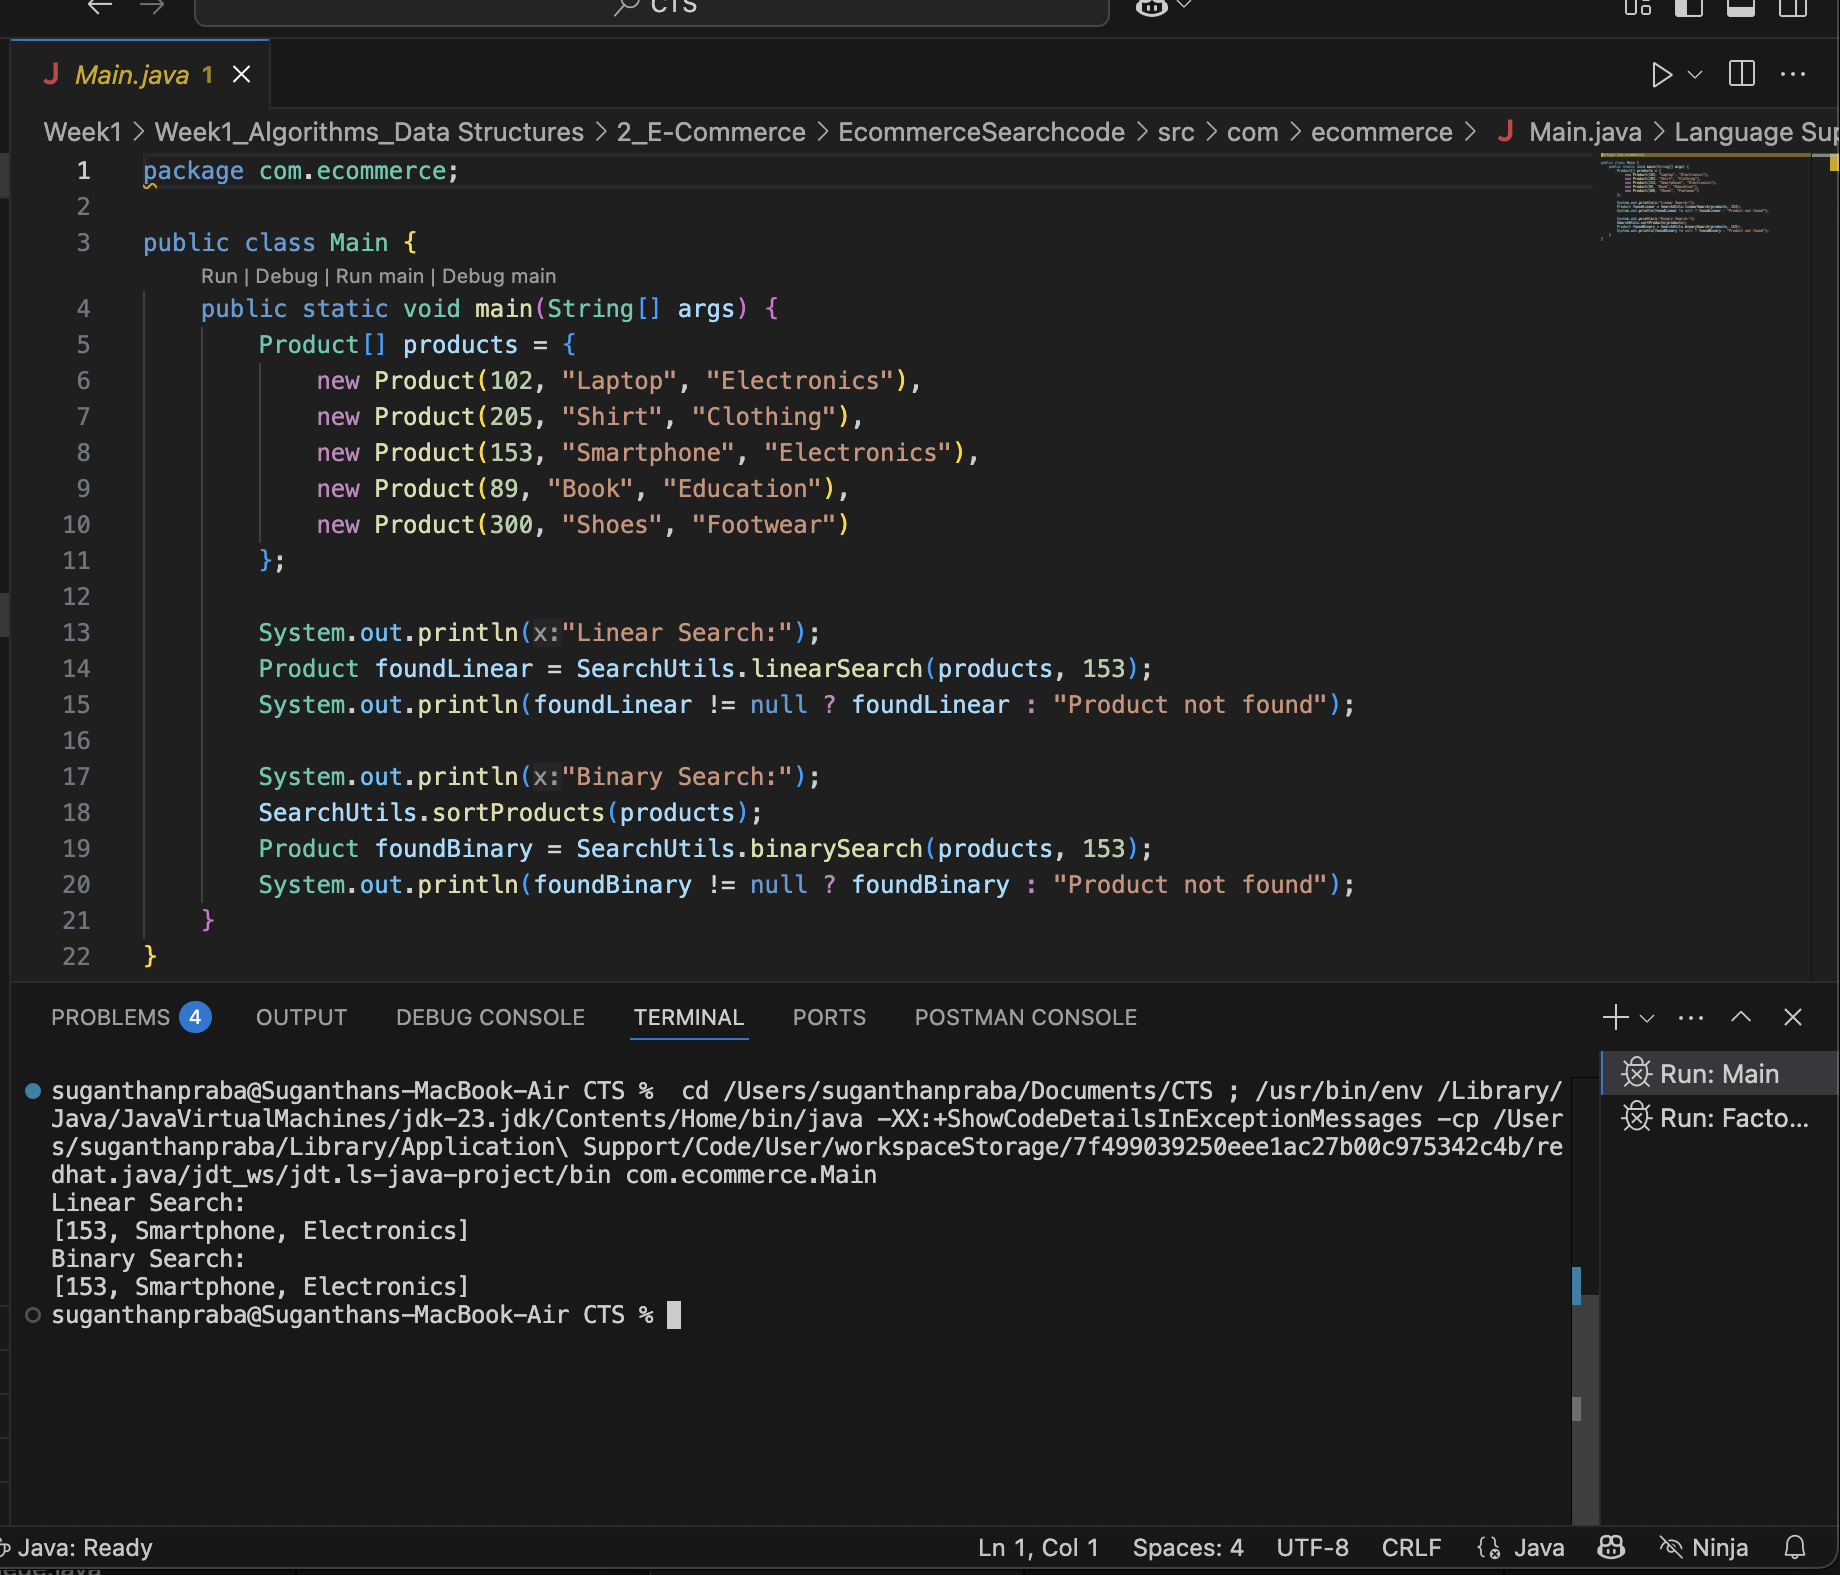 CTS
Main.java 1
Week1 > Week1_Algorithms_Data Structures > 2_E-Commerce > EcommerceSearchcode > src > com > ecommerce > Main.java > Language Sup
1 package com.ecommerce;
2
3 public class Main {
Run | Debug | Run main | Debug main
4 public static void main(String[] args) {
5 Product[] products = {
6 new Product(102, "Laptop", "Electronics"),
7 new Product(205, "Shirt", "Clothing"),
8 new Product(153, "Smartphone", "Electronics"),
9 new Product(89, "Book", "Education"),
10 new Product(300, "Shoes", "Footwear")
11 };
12
13 System.out.println(x:"Linear Search:");
14 Product foundLinear = SearchUtils.linearSearch(products, 153);
15 System.out.println(foundLinear != null ? foundLinear : "Product not found");
16
17 System.out.println(x:"Binary Search:");
18 SearchUtils.sortProducts(products);
19 Product foundBinary = SearchUtils.binarySearch(products, 153);
20 System.out.println(foundBinary != null ? foundBinary : "Product not found");
21 }
22 }
PROBLEMS 4 OUTPUT DEBUG CONSOLE TERMINAL PORTS POSTMAN CONSOLE
suganthanpraba@Suganthans-MacBook-Air CTS %  cd /Users/suganthanpraba/Documents/CTS ; /usr/bin/env /Library/
Java/JavaVirtualMachines/jdk-23.jdk/Contents/Home/bin/java -XX:+ShowCodeDetailsInExceptionMessages -cp /User
s/suganthanpraba/Library/Application\ Support/Code/User/workspaceStorage/7f499039250eee1ac27b00c975342c4b/re
dhat.java/jdt_ws/jdt.ls-java-project/bin com.ecommerce.Main
Linear Search:
[153, Smartphone, Electronics]
Binary Search:
[153, Smartphone, Electronics]
suganthanpraba@Suganthans-MacBook-Air CTS %
Run: Main
Run: Facto...
Java: Ready Ln 1, Col 1 Spaces: 4 UTF-8 CRLF Java Ninja